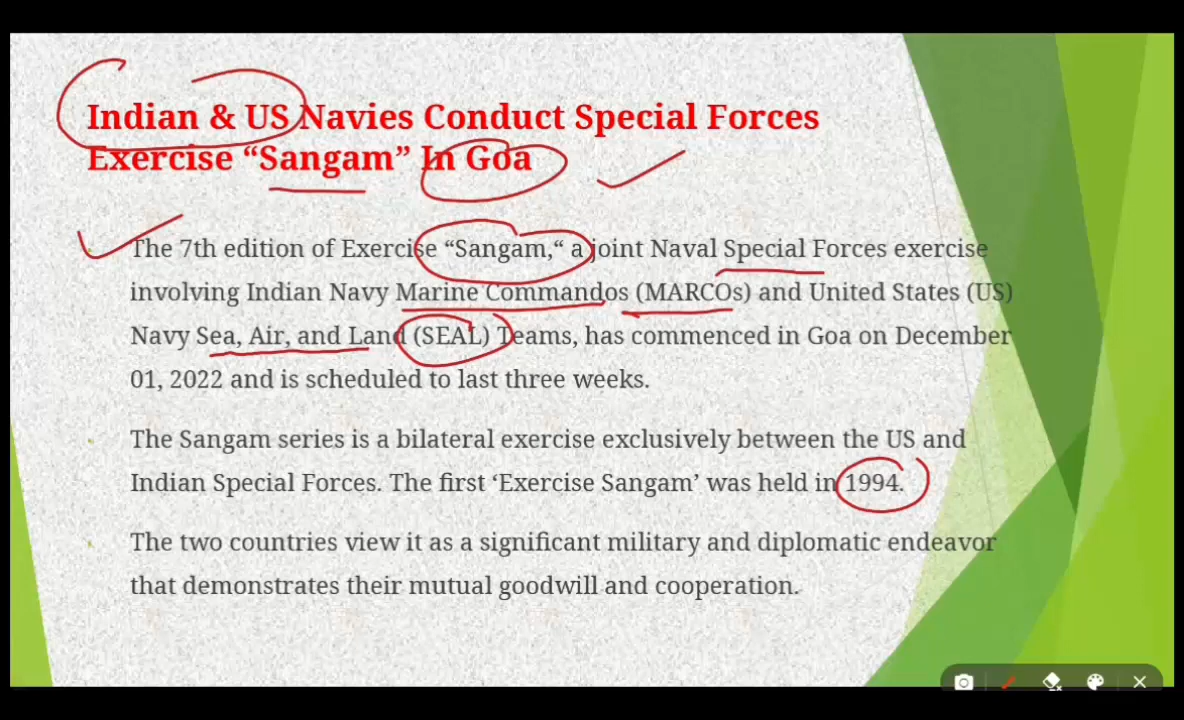 Indian & US Navies Conduct Special Forces
Exercise “Sangam” In Goa
The 7th edition of Exercise “Sangam,“ a joint Naval Special Forces exercise
involving Indian Navy Marine Commandos (MARCOs) and United States (US)
Navy Sea, Air, and Land (SEAL) Teams, has commenced in Goa on December
01, 2022 and is scheduled to last three weeks.
The Sangam series is a bilateral exercise exclusively between the US and
Indian Special Forces. The first ‘Exercise Sangam’ was held in 1994.
The two countries view it as a significant military and diplomatic endeavor
that demonstrates their mutual goodwill and cooperation.